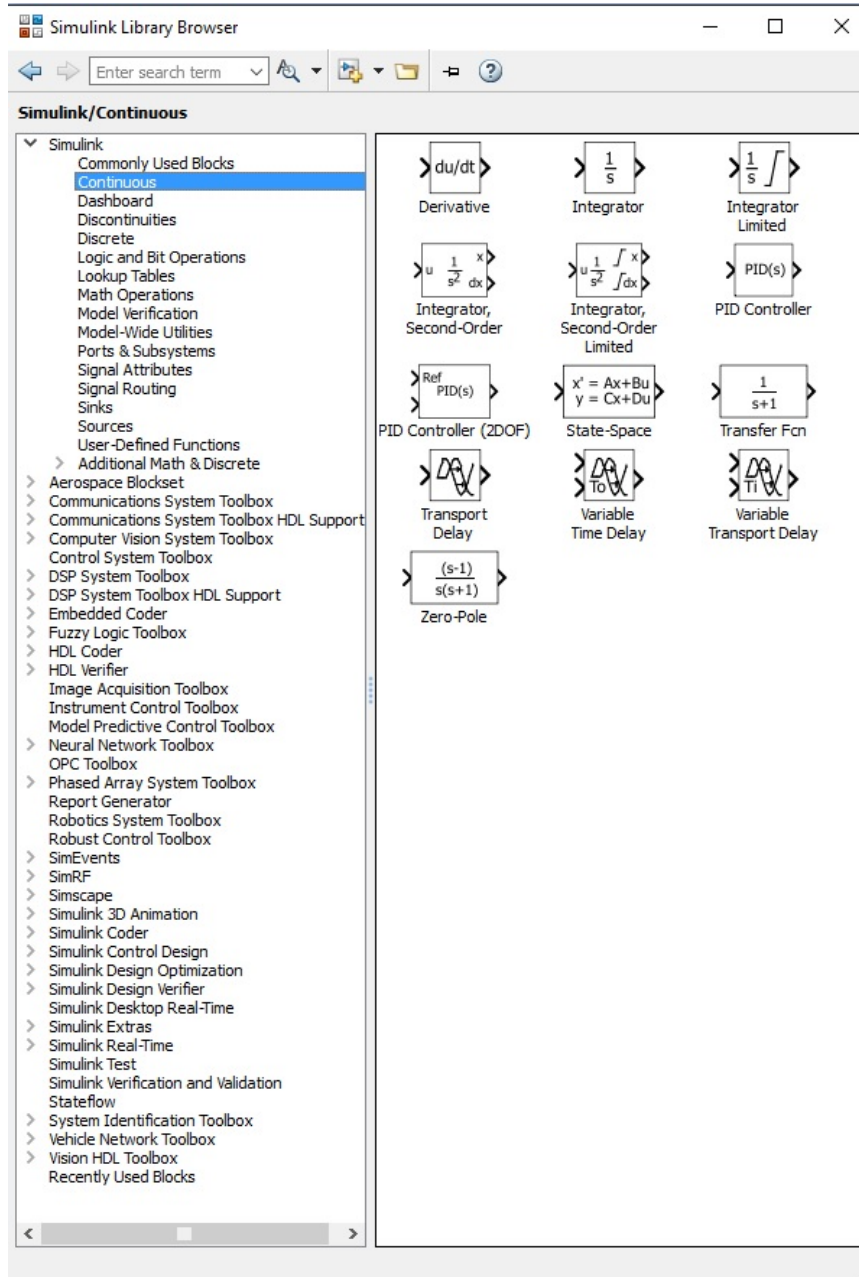 Simulink Library Browser
Enter search term
Simulink/Continuous
Simulink
Commonly Used Blocks
Continuous
Dashboard
Discontinuities
Discrete
Logic and Bit Operations
Lookup Tables
Math Operations
Model Verification
Model-Wide Utilities
Ports & Subsystems
Signal Attributes
Signal Routing
Sinks
Sources
User-Defined Functions
Additional Math & Discrete
Aerospace Blockset
Communications System Toolbox
Communications System Toolbox HDL Support
Computer Vision System Toolbox
Control System Toolbox
DSP System Toolbox
DSP System Toolbox HDL Support
Embedded Coder
Fuzzy Logic Toolbox
HDL Coder
HDL Verifier
Image Acquisition Toolbox
Instrument Control Toolbox
Model Predictive Control Toolbox
Neural Network Toolbox
OPC Toolbox
Phased Array System Toolbox
Report Generator
Robotics System Toolbox
Robust Control Toolbox
SimEvents
SimRF
Simscape
Simulink 3D Animation
Simulink Coder
Simulink Control Design
Simulink Design Optimization
Simulink Design Verifier
Simulink Desktop Real-Time
Simulink Extras
Simulink Real-Time
Simulink Test
Simulink Verification and Validation
Stateflow
System Identification Toolbox
Vehicle Network Toolbox
Vision HDL Toolbox
Recently Used Blocks
du/dt
Derivative
1
s
Integrator
1
s
Integrator
Limited
u 1 x
s² dx
Integrator,
Second-Order
u 1 x
s² dx
Integrator,
Second-Order
Limited
PID(s)
PID Controller
Ref
PID(s)
PID Controller (2DOF)
x' = Ax+Bu
y = Cx+Du
State-Space
1
s+1
Transfer Fcn
Transport
Delay
To
Variable
Time Delay
Ti
Variable
Transport Delay
(s-1)
s(s+1)
Zero-Pole